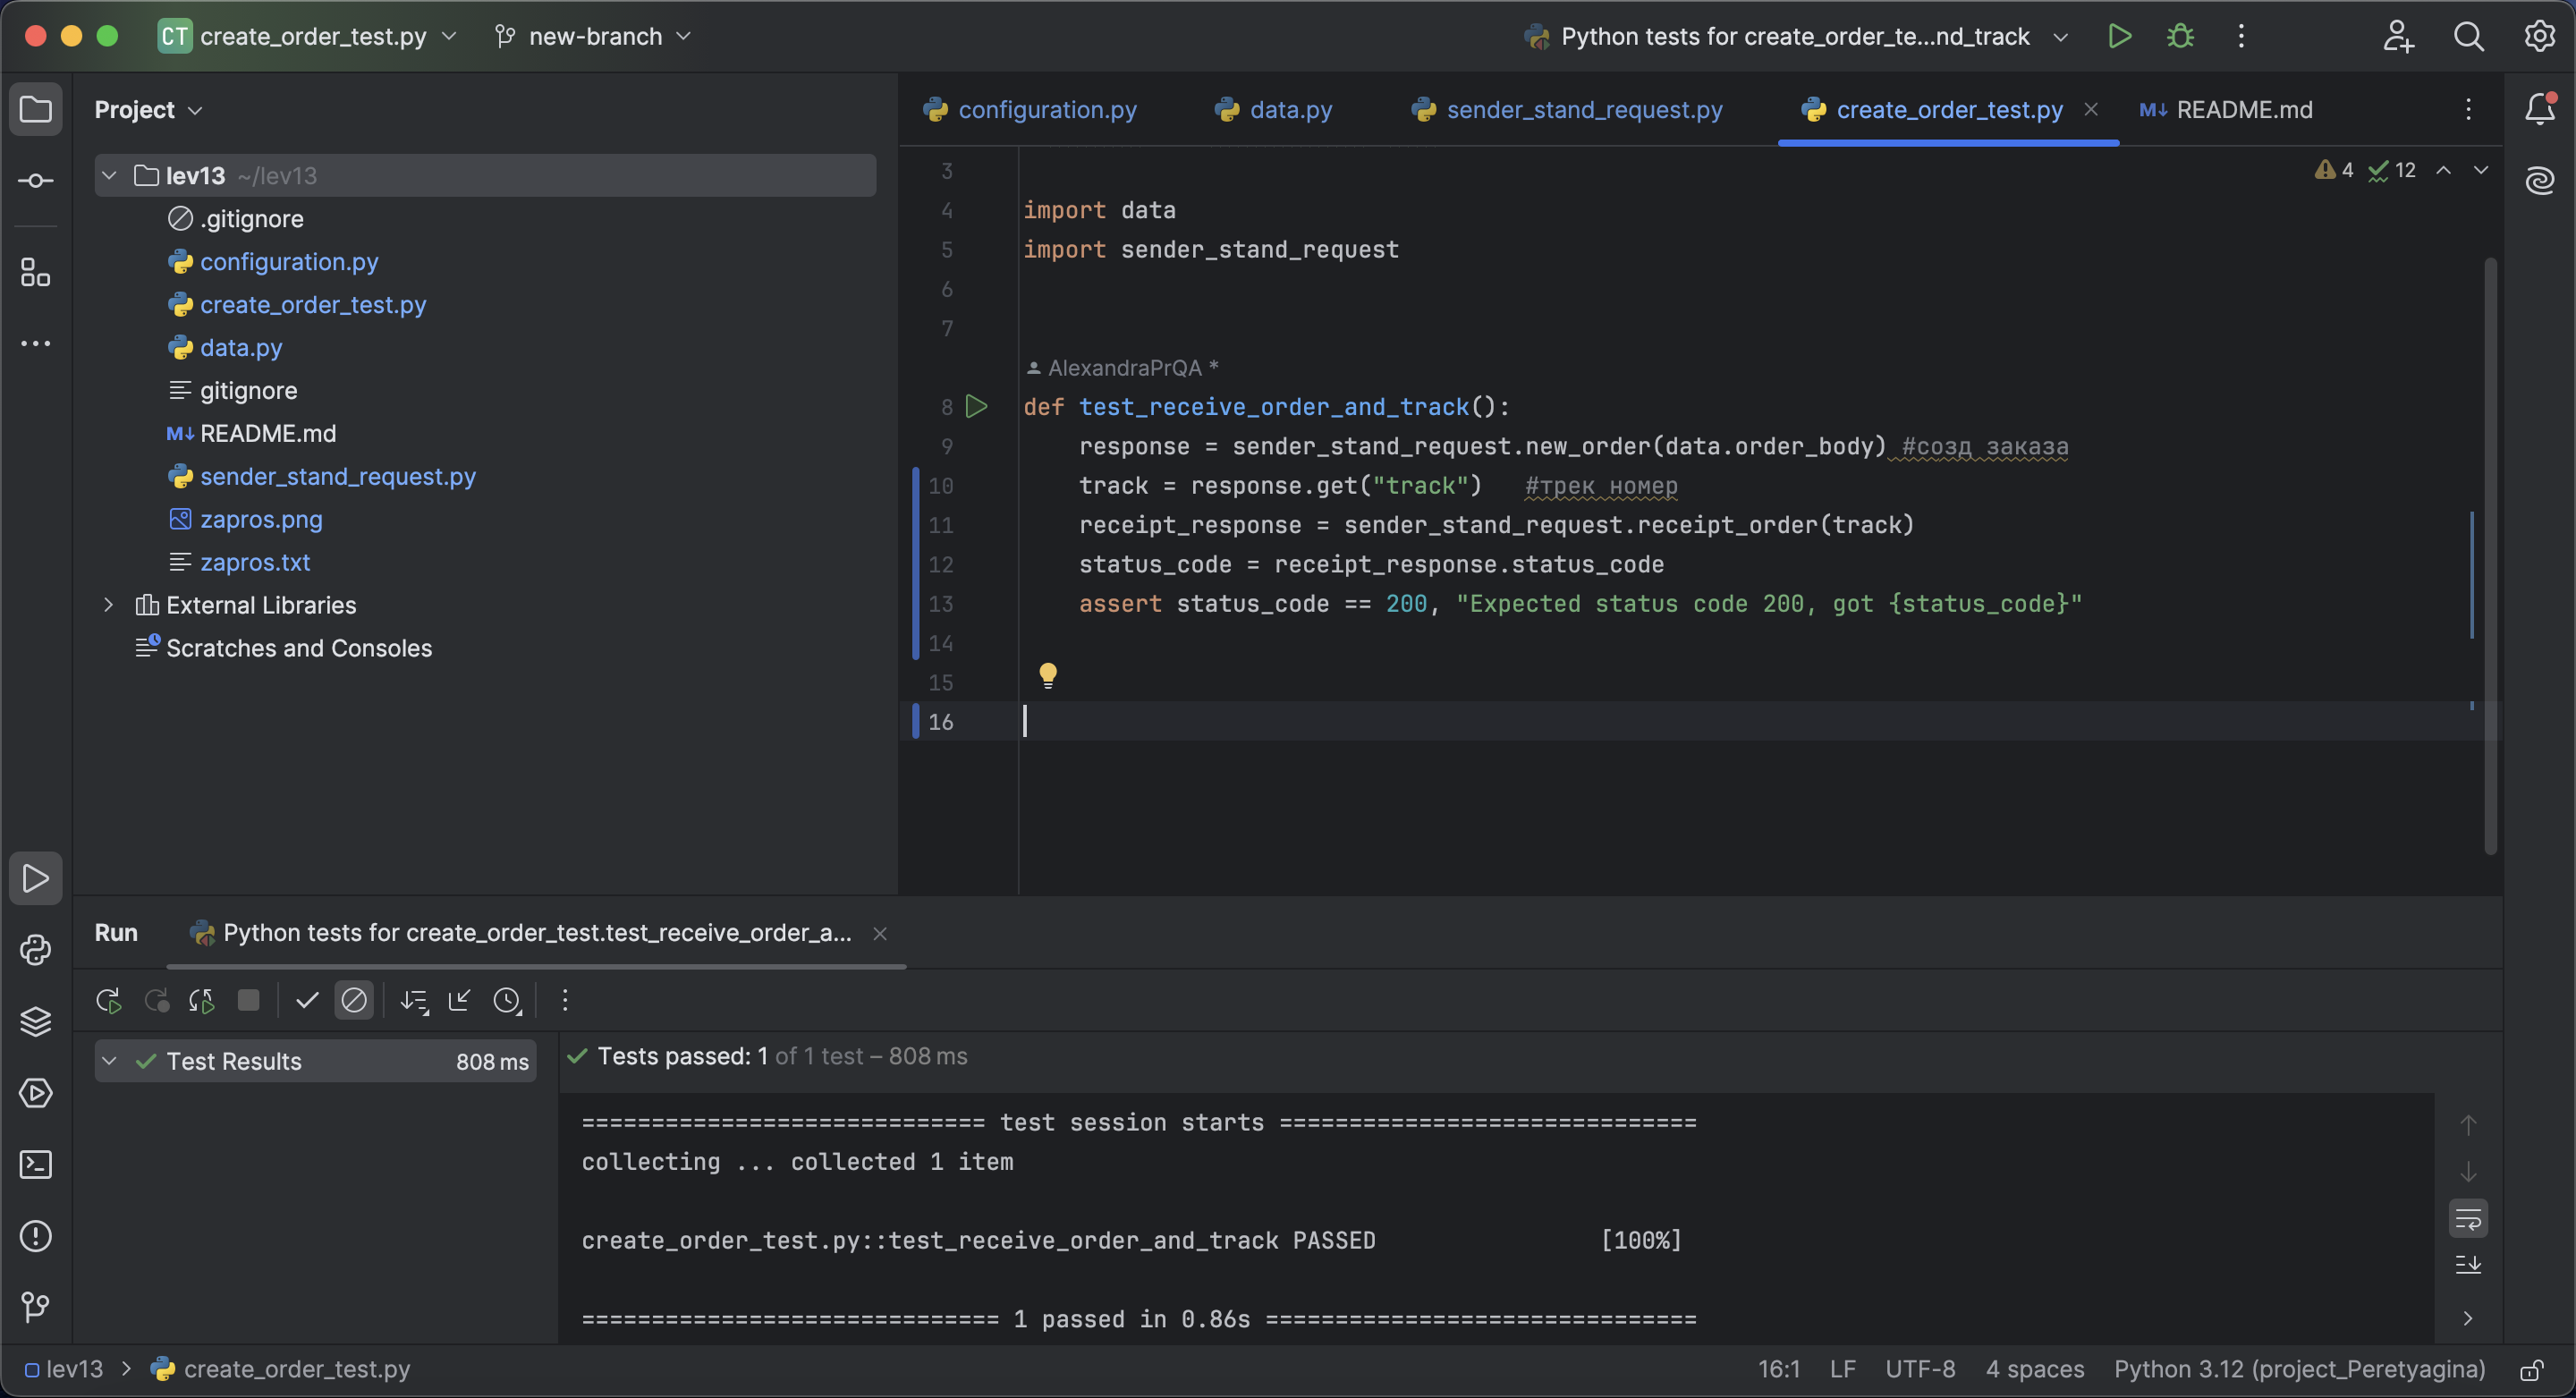 CT create_order_test.py new-branch Python tests for create_order_te...nd_track
Project
lev13 ~/lev13
.gitignore
configuration.py
create_order_test.py
data.py
gitignore
M↓ README.md
sender_stand_request.py
zapros.png
zapros.txt
External Libraries
Scratches and Consoles
configuration.py data.py sender_stand_request.py create_order_test.py M↓ README.md
4 12
3
4 import data
5 import sender_stand_request
6
7
AlexandraPrQA *
8 def test_receive_order_and_track():
9 response = sender_stand_request.new_order(data.order_body) #созд заказа
10 track = response.get("track") #трек номер
11 receipt_response = sender_stand_request.receipt_order(track)
12 status_code = receipt_response.status_code
13 assert status_code == 200, "Expected status code 200, got {status_code}"
14
15
16
Run Python tests for create_order_test.test_receive_order_a...
Test Results 808 ms
Tests passed: 1 of 1 test – 808 ms
============================= test session starts ==============================
collecting ... collected 1 item
create_order_test.py::test_receive_order_and_track PASSED [100%]
============================== 1 passed in 0.86s ===============================
lev13 > create_order_test.py 16:1 LF UTF-8 4 spaces Python 3.12 (project_Peretyagina)